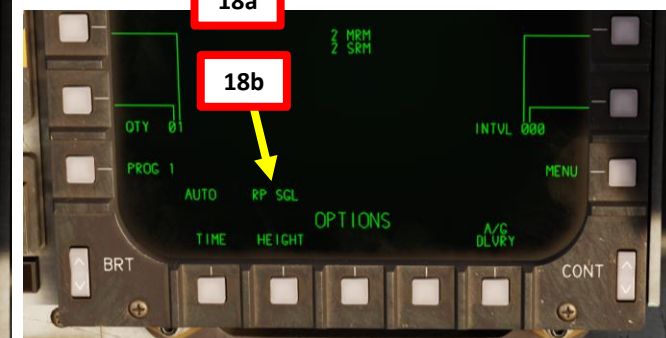 18a
2 MRM
2 SRM
18b
QTY 01
INTVL 000
PROG 1
MENU
AUTO RP SGL
OPTIONS
TIME HEIGHT A/G
DLVRY
BRT
CONT